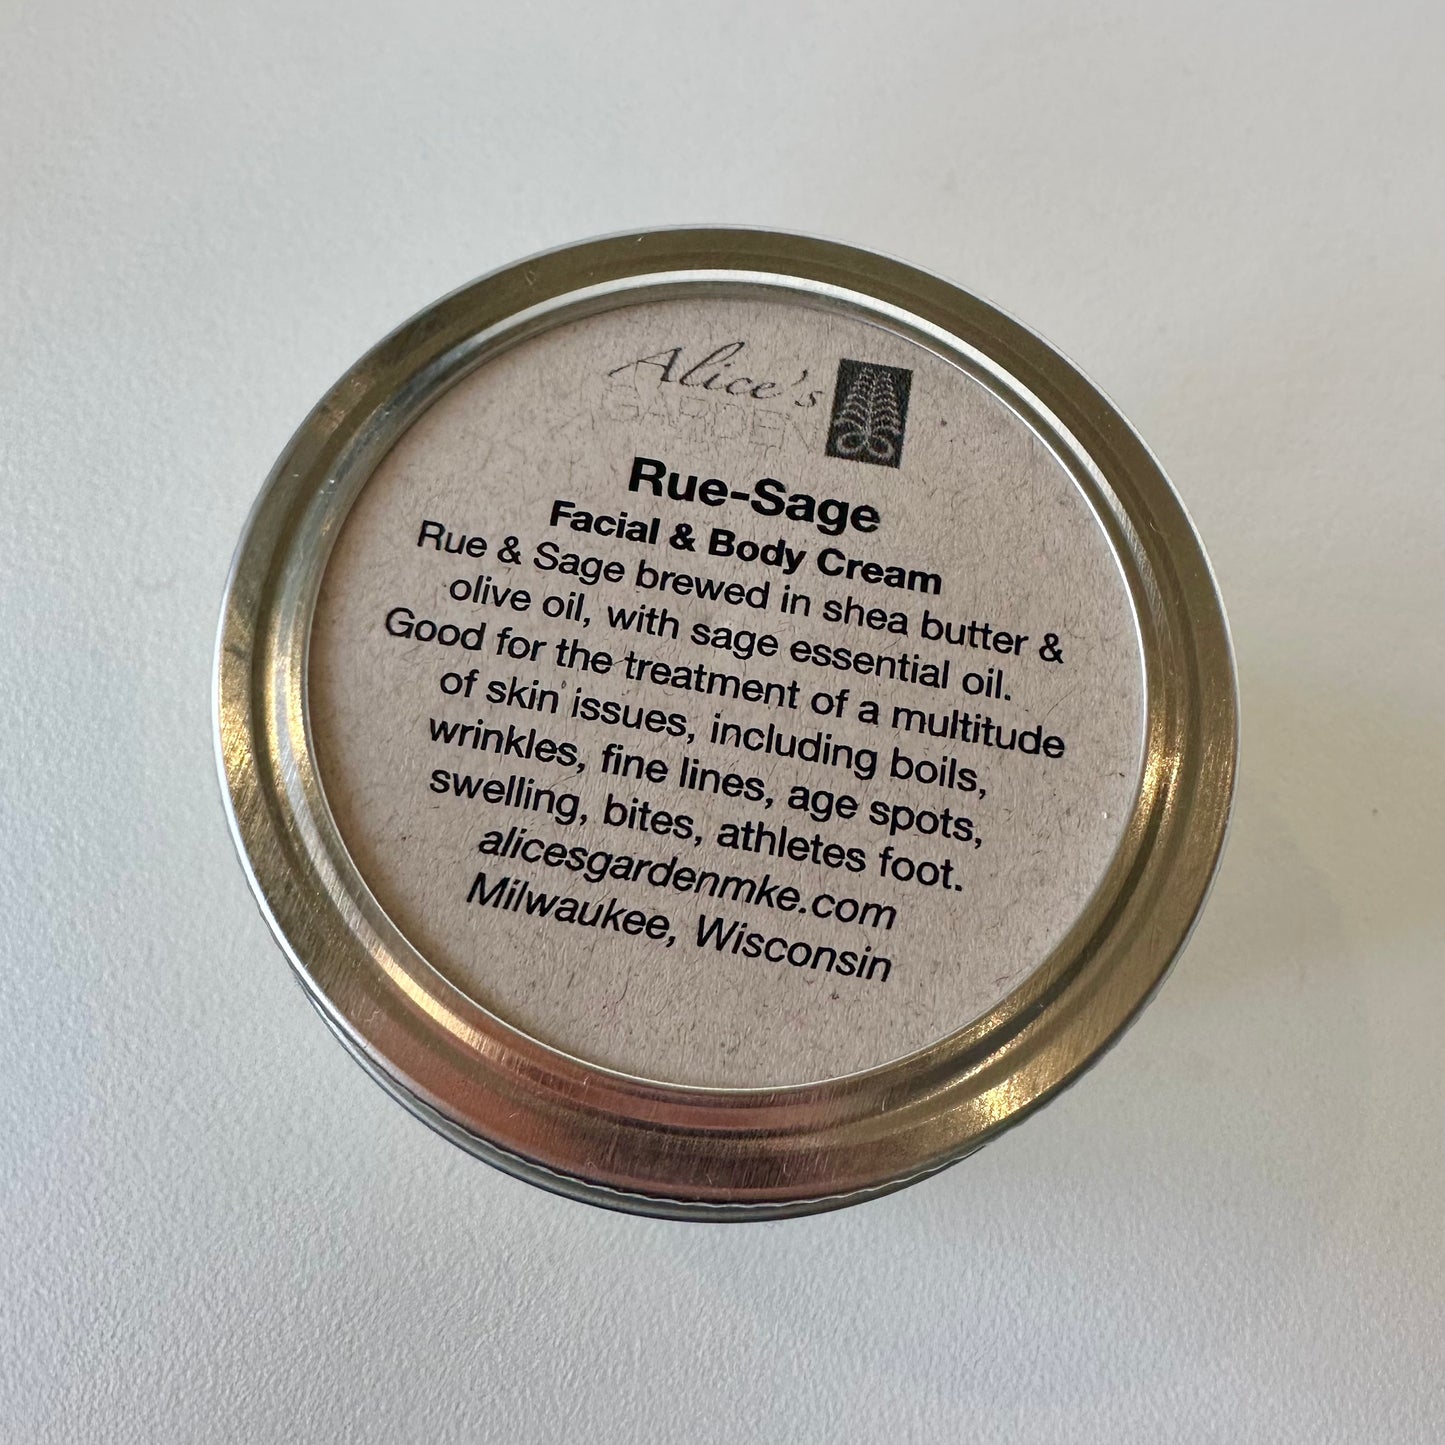 Alice's
GARDEN
Rue-Sage
Facial & Body Cream
Rue & Sage brewed in shea butter &
olive oil, with sage essential oil.
Good for the treatment of a multitude
of skin issues, including boils,
wrinkles, fine lines, age spots,
swelling, bites, athletes foot.
alicesgardenmke.com
Milwaukee, Wisconsin